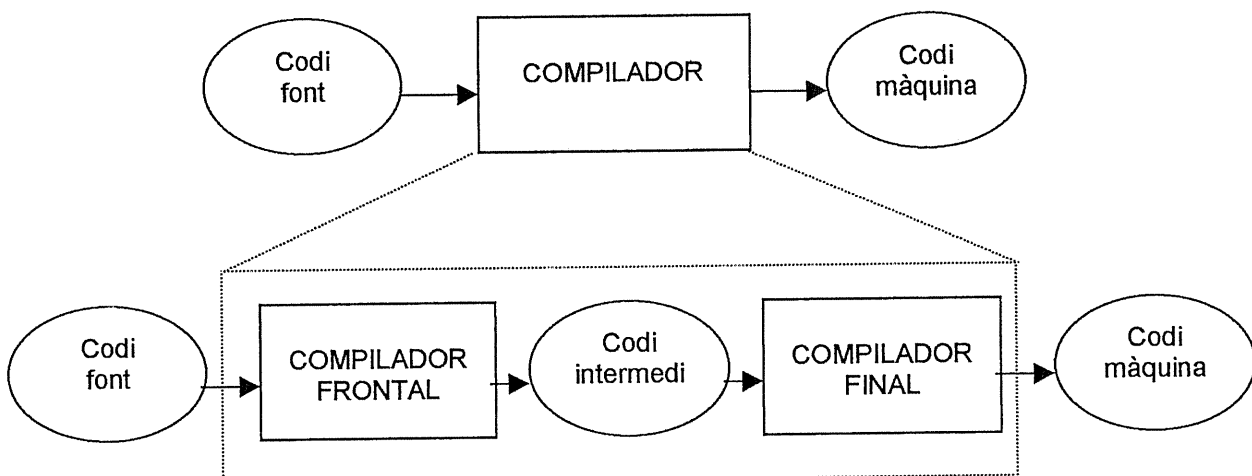 Codi
font
COMPILADOR
Codi
màquina
Codi
font
COMPILADOR
FRONTAL
Codi
intermedi
COMPILADOR
FINAL
Codi
màquina